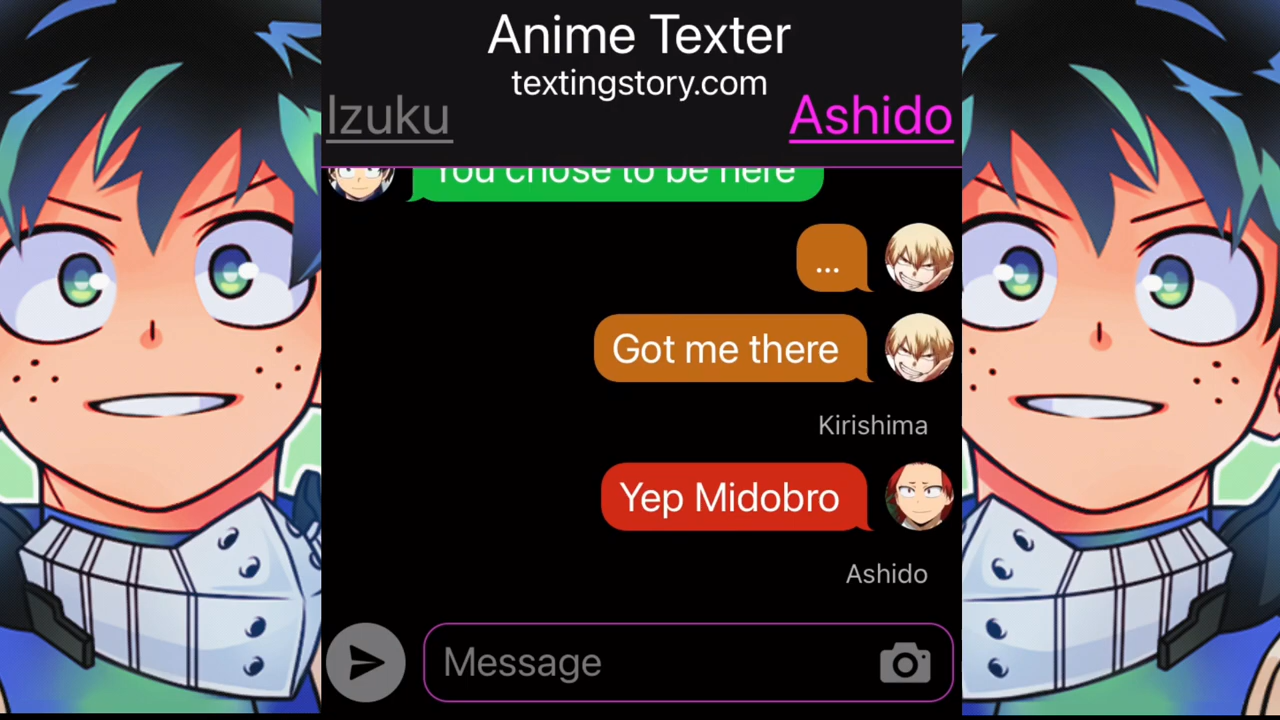 Anime Texter
textingstory.com
Izuku
Ashido
You chose to be here
...
Got me there
Kirishima
Yep Midobro
Ashido
Message